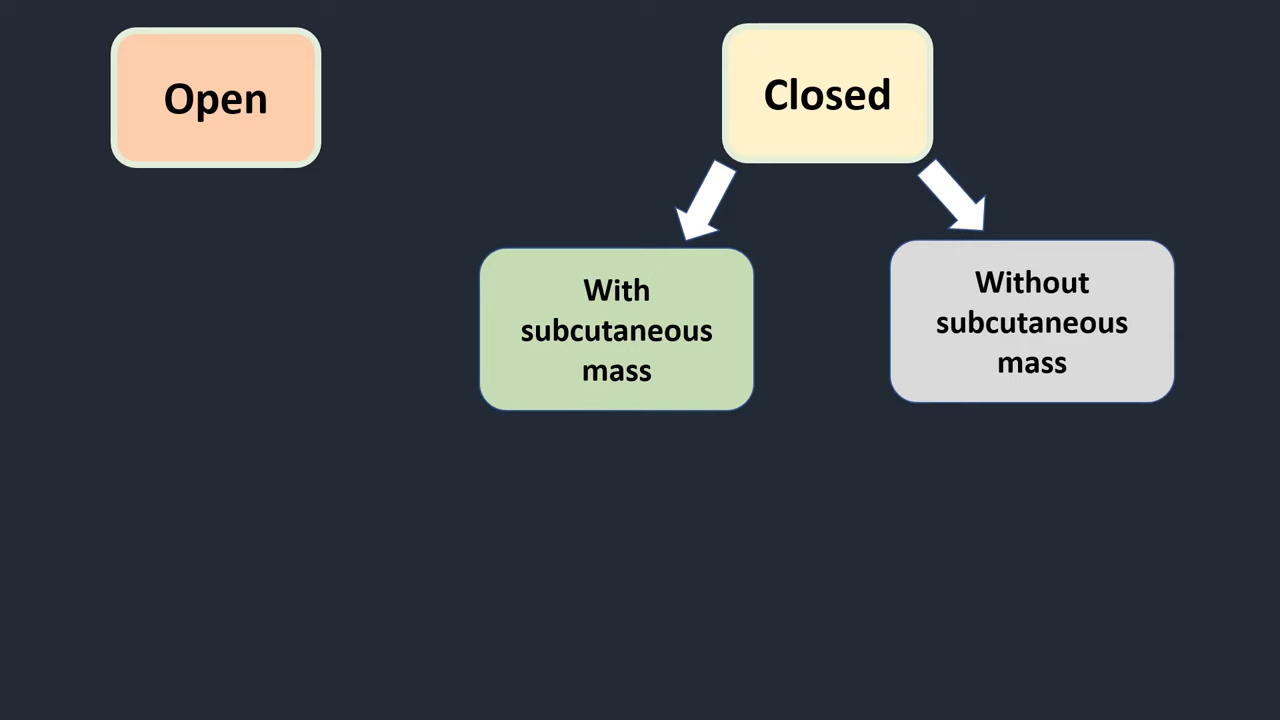 Open
Closed
With
subcutaneous
mass
Without
subcutaneous
mass